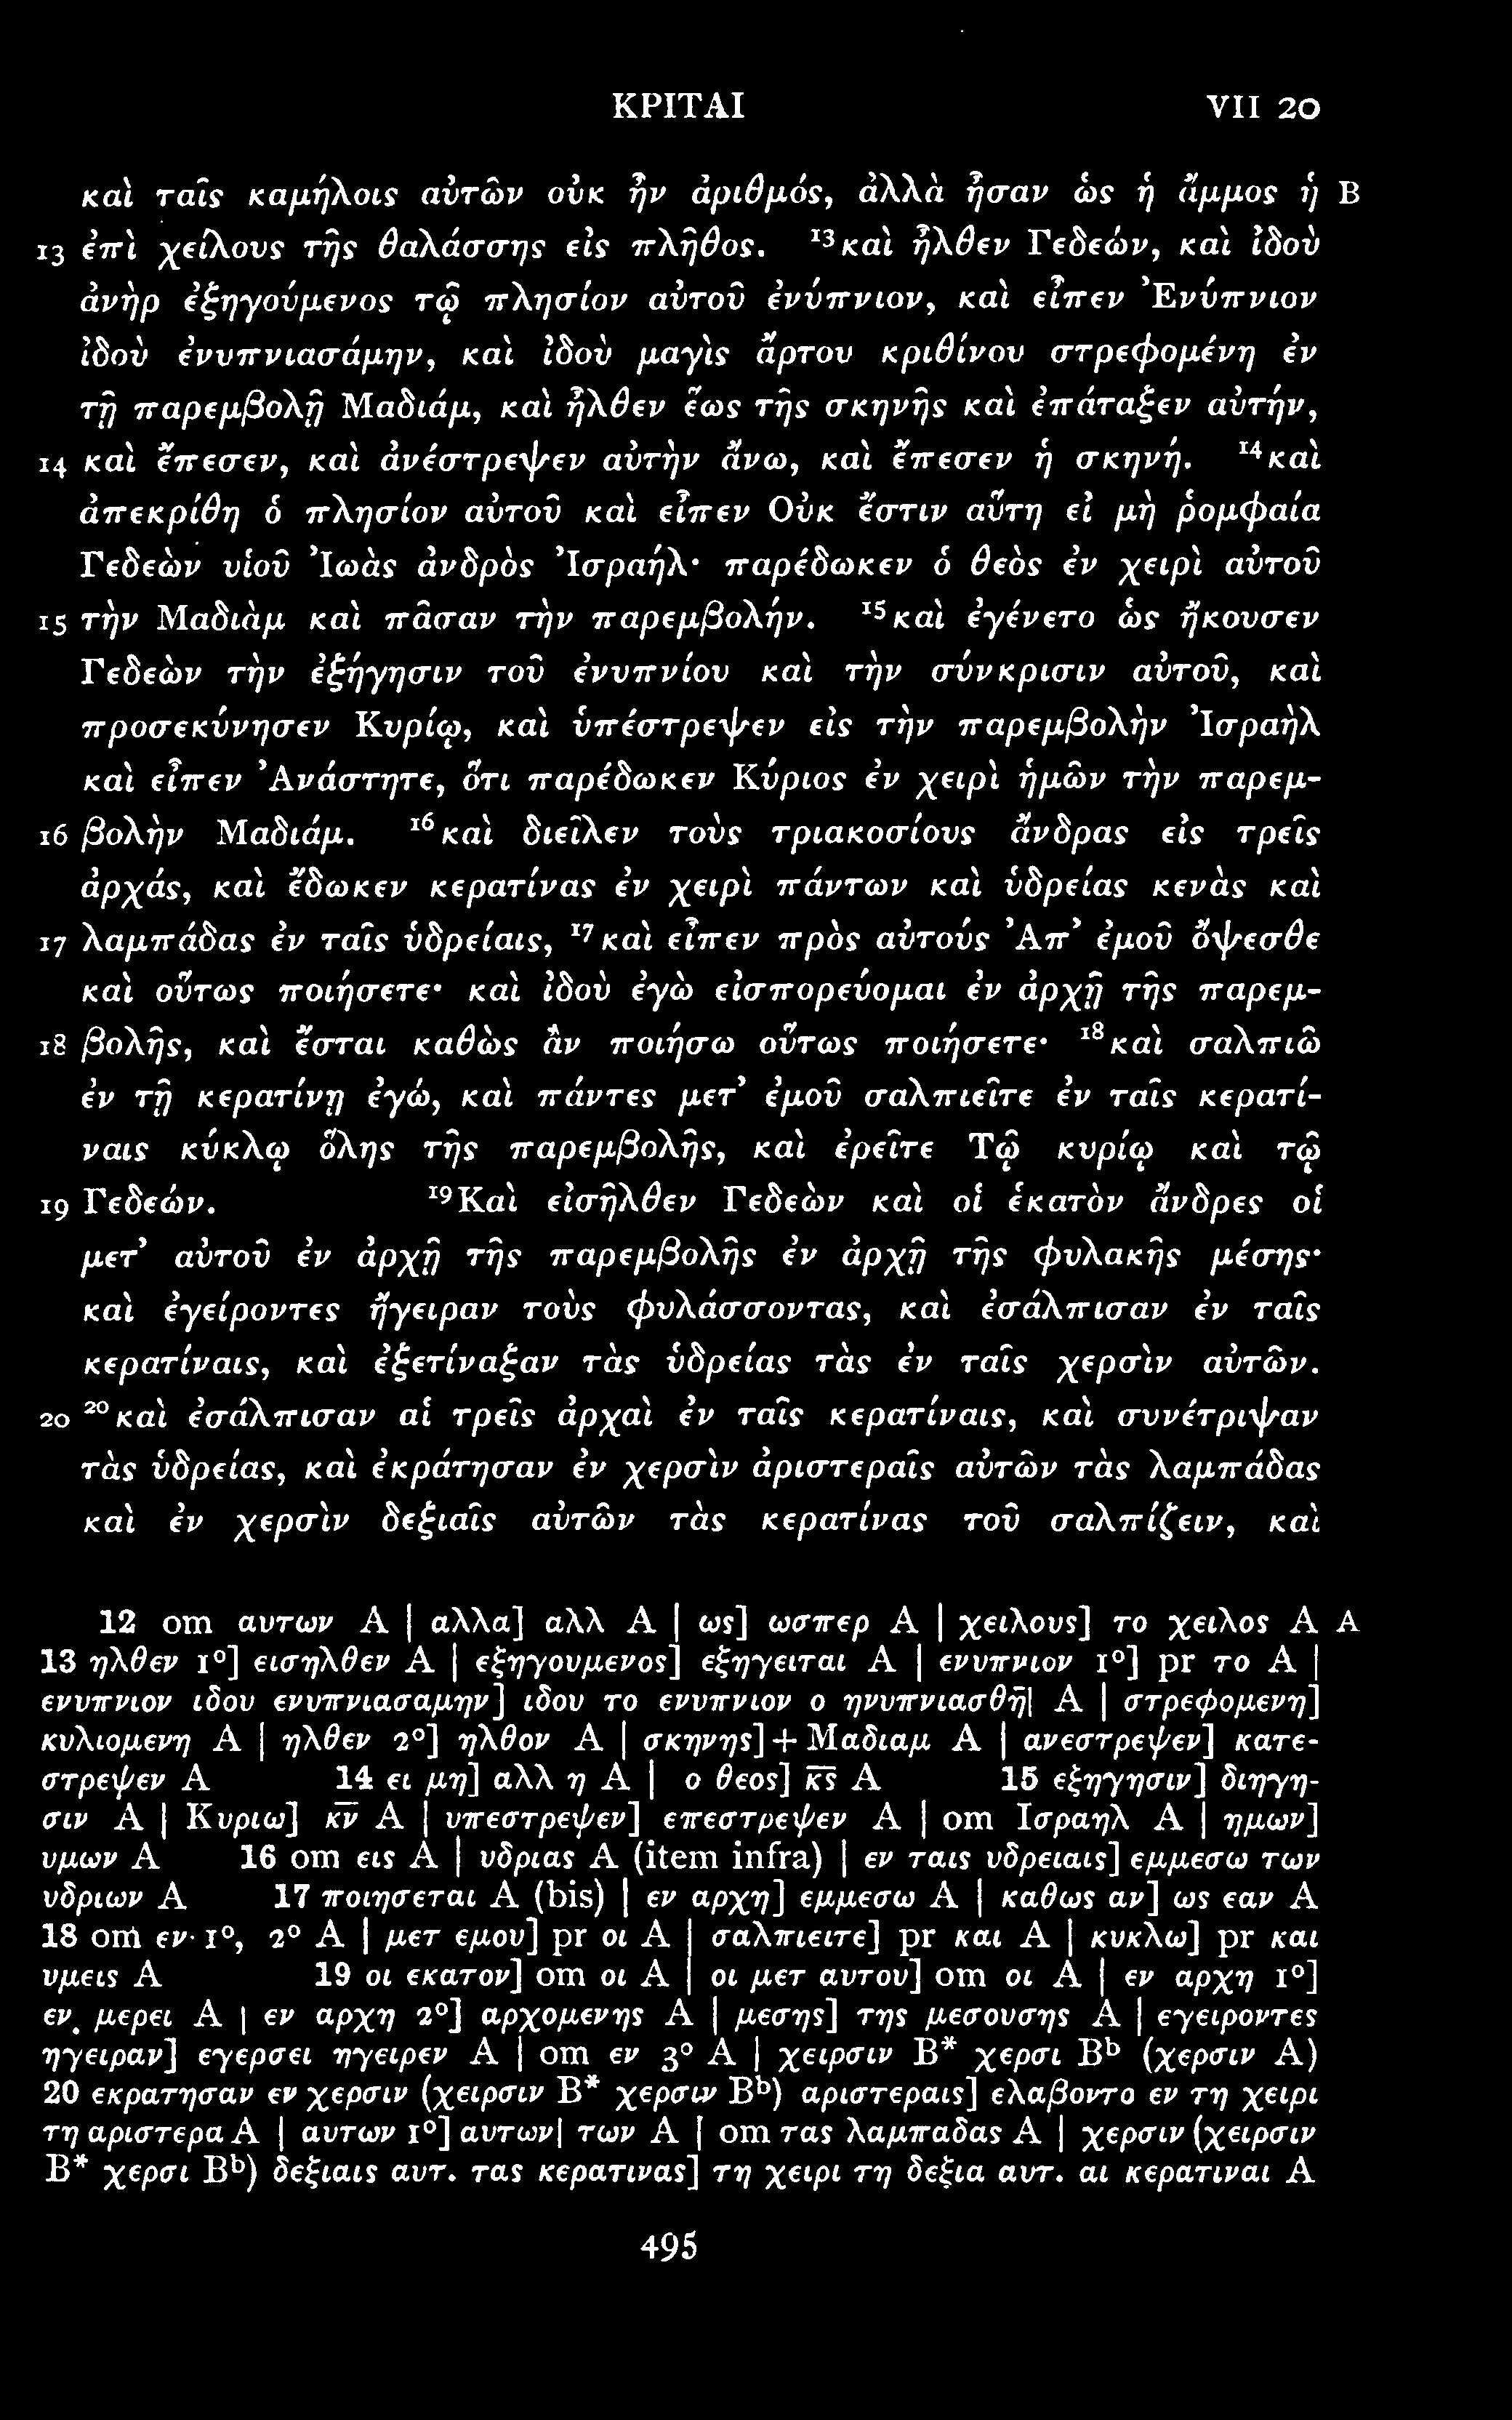 ΚΡΙΤΑΙ VII 20
καὶ ταῖς καμήλοις αὐτῶν οὐκ ἦν ἀριθμός, ἀλλὰ ἦσαν ὡς ἡ ἄμμος ἡ B
13 ἐπὶ χείλους τῆς θαλάσσης εἰς πλῆθος. ¹³καὶ ἦλθεν Γεδεών, καὶ ἰδοὺ
ἀνὴρ ἐξηγούμενος τῷ πλησίον αὐτοῦ ἐνύπνιον, καὶ εἶπεν Ἐνύπνιον
ἰδοὺ ἐνυπνιασάμην, καὶ ἰδοὺ μαγὶς ἄρτου κριθίνου στρεφομένη ἐν
τῇ παρεμβολῇ Μαδιάμ, καὶ ἦλθεν ἕως τῆς σκηνῆς καὶ ἐπάταξεν αὐτήν,
14 καὶ ἔπεσεν, καὶ ἀνέστρεψεν αὐτὴν ἄνω, καὶ ἔπεσεν ἡ σκηνή. ¹⁴καὶ
ἀπεκρίθη ὁ πλησίον αὐτοῦ καὶ εἶπεν Οὐκ ἔστιν αὕτη εἰ μὴ ῥομφαία
Γεδεὼν υἱοῦ Ἰωὰς ἀνδρὸς Ἰσραήλ· παρέδωκεν ὁ θεὸς ἐν χειρὶ αὐτοῦ
15 τὴν Μαδιὰμ καὶ πᾶσαν τὴν παρεμβολήν. ¹⁵καὶ ἐγένετο ὡς ἤκουσεν
Γεδεὼν τὴν ἐξήγησιν τοῦ ἐνυπνίου καὶ τὴν σύνκρισιν αὐτοῦ, καὶ
προσεκύνησεν Κυρίῳ, καὶ ὑπέστρεψεν εἰς τὴν παρεμβολὴν Ἰσραὴλ
καὶ εἶπεν Ἀνάστητε, ὅτι παρέδωκεν Κύριος ἐν χειρὶ ἡμῶν τὴν παρεμ-
16 βολὴν Μαδιάμ. ¹⁶καὶ διεῖλεν τοὺς τριακοσίους ἄνδρας εἰς τρεῖς
ἀρχάς, καὶ ἔδωκεν κερατίνας ἐν χειρὶ πάντων καὶ ὑδρείας κενὰς καὶ
17 λαμπάδας ἐν ταῖς ὑδρείαις, ¹⁷καὶ εἶπεν πρὸς αὐτούς Ἀπ᾿ ἐμοῦ ὄψεσθε
καὶ οὕτως ποιήσετε· καὶ ἰδοὺ ἐγὼ εἰσπορεύομαι ἐν ἀρχῇ τῆς παρεμ-
18 βολῆς, καὶ ἔσται καθὼς ἂν ποιήσω οὕτως ποιήσετε· ¹⁸καὶ σαλπιῶ
ἐν τῇ κερατίνῃ ἐγώ, καὶ πάντες μετ᾿ ἐμοῦ σαλπιεῖτε ἐν ταῖς κερατί-
ναις κύκλῳ ὅλης τῆς παρεμβολῆς, καὶ ἐρεῖτε Τῷ κυρίῳ καὶ τῷ
19 Γεδεών. ¹⁹Καὶ εἰσῆλθεν Γεδεὼν καὶ οἱ ἑκατὸν ἄνδρες οἱ
μετ᾿ αὐτοῦ ἐν ἀρχῇ τῆς παρεμβολῆς ἐν ἀρχῇ τῆς φυλακῆς μέσης·
καὶ ἐγείροντες ἤγειραν τοὺς φυλάσσοντας, καὶ ἐσάλπισαν ἐν ταῖς
κερατίναις, καὶ ἐξετίναξαν τὰς ὑδρείας τὰς ἐν ταῖς χερσὶν αὐτῶν.
20 ²⁰καὶ ἐσάλπισαν αἱ τρεῖς ἀρχαὶ ἐν ταῖς κερατίναις, καὶ συνέτριψαν
τὰς ὑδρείας, καὶ ἐκράτησαν ἐν χερσὶν ἀριστεραῖς αὐτῶν τὰς λαμπάδας
καὶ ἐν χερσὶν δεξιαῖς αὐτῶν τὰς κερατίνας τοῦ σαλπίζειν, καὶ
12 om αυτων A | αλλα] αλλ A | ως] ωσπερ A | χειλους] το χειλος A A
13 ηλθεν 1°] εισηλθεν A | εξηγουμενος] εξηγειται A | ενυπνιον 1°] pr το A |
ενυπνιον ιδου ενυπνιασαμην] ιδου το ενυπνιον ο ηνυπνιασθη̄| A | στρεφομενη]
κυλιομενη A | ηλθεν 2°] ηλθον A | σκηνης]+Μαδιαμ A | ανεστρεψεν] κατε-
στρεψεν A 14 ει μη] αλλ η A | ο θεος] κ̅ς̅ A 15 εξηγησιν] διηγη-
σιν A | Κυριω] κ̅ν̅ A | υπεστρεψεν] επεστρεψεν A | om Ισραηλ A | ημων]
υμων A 16 om εις A | υδριας A (item infra) | εν ταις υδρειαις] εμμεσω των
υδριων A 17 ποιησεται A (bis) | εν αρχη] εμμεσω A | καθως αν] ως εαν A
18 om εν 1°, 2° A | μετ εμου] pr οι A | σαλπιειτε] pr και A | κυκλω] pr και
υμεις A 19 οι εκατον] om οι A | οι μετ αυτου] om οι A | εν αρχη 1°]
εν μερει A | εν αρχη 2°] αρχομενης A | μεσης] της μεσουσης A | εγειροντες
ηγειραν] εγερσει ηγειρεν A | om εν 3° A | χειρσιν B* χερσι Bᵇ (χερσιν A)
20 εκρατησαν εν χερσιν (χειρσιν B* χερσιν Bᵇ) αριστεραις] ελαβοντο εν τη χειρι
τη αριστερα A | αυτων 1°] αυτων| των A | om τας λαμπαδας A | χερσιν (χειρσιν
B* χερσι Bᵇ) δεξιαις αυτ. τας κερατινας] τη χειρι τη δεξια αυτ. αι κερατιναι A
495